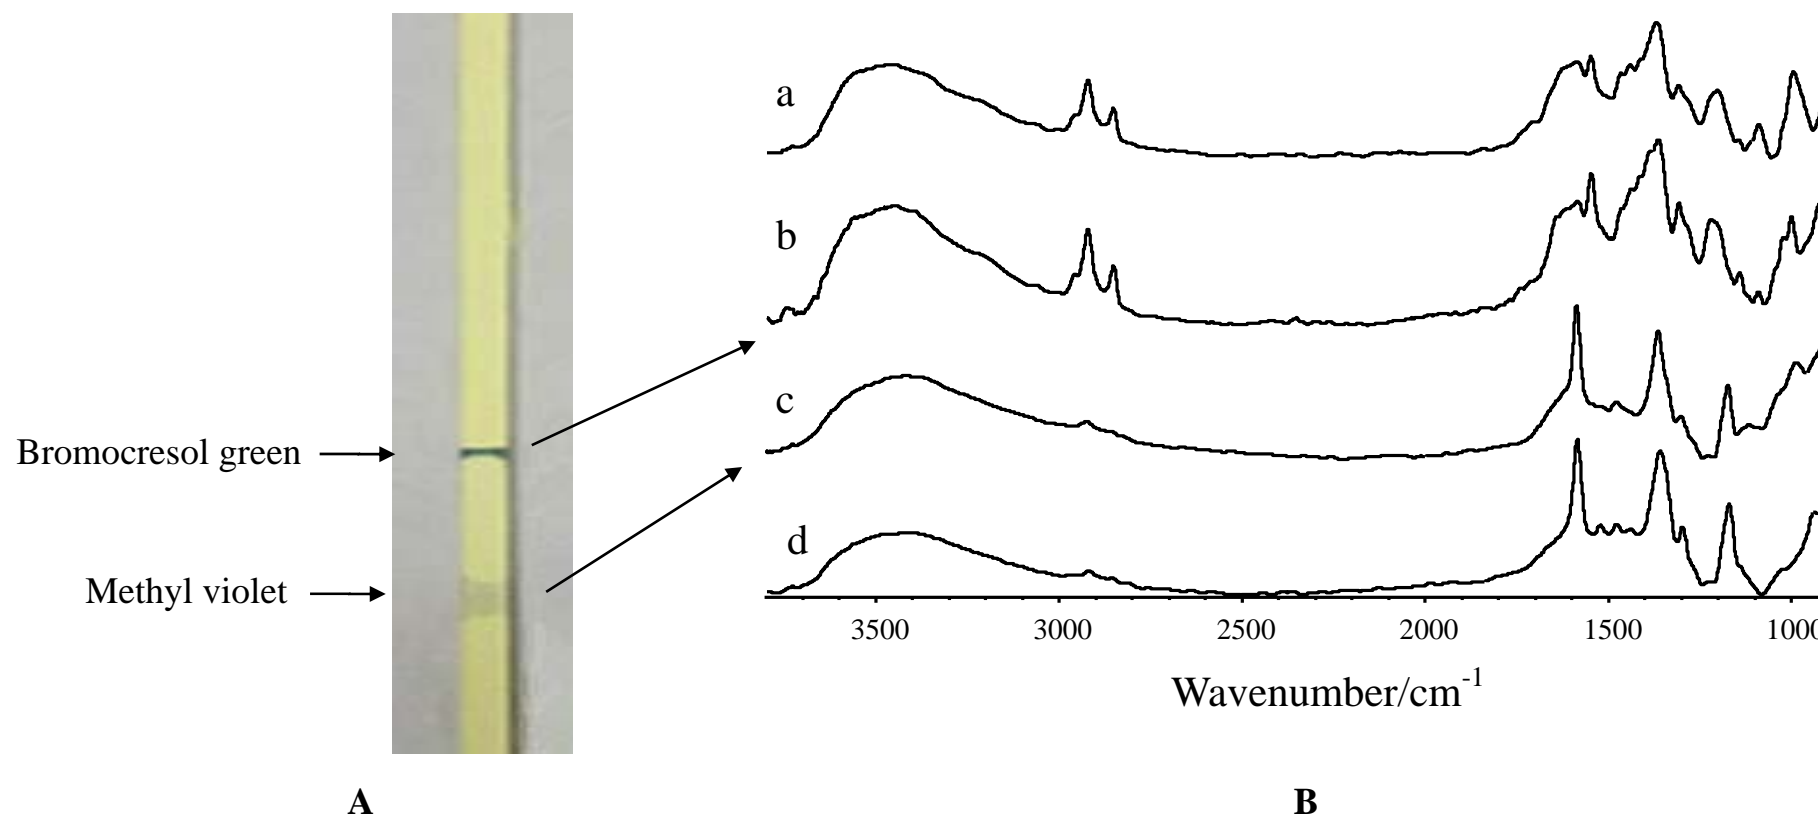 a
b
Bromocresol green
c
Methyl violet
d
3500 3000 2500 2000 1500 1000
Wavenumber/cm-1
A B